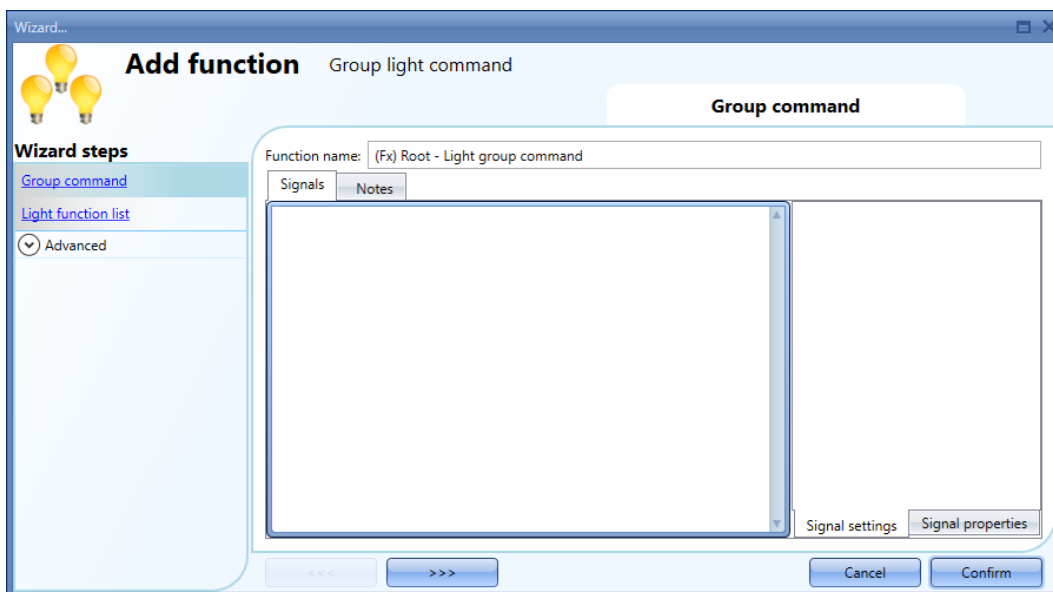 Wizard...
Add function Group light command
Group command
Wizard steps
Group command
Light function list
Advanced
Function name: (Fx) Root - Light group command
Signals Notes
Signal settings Signal properties
<<< >>> Cancel Confirm